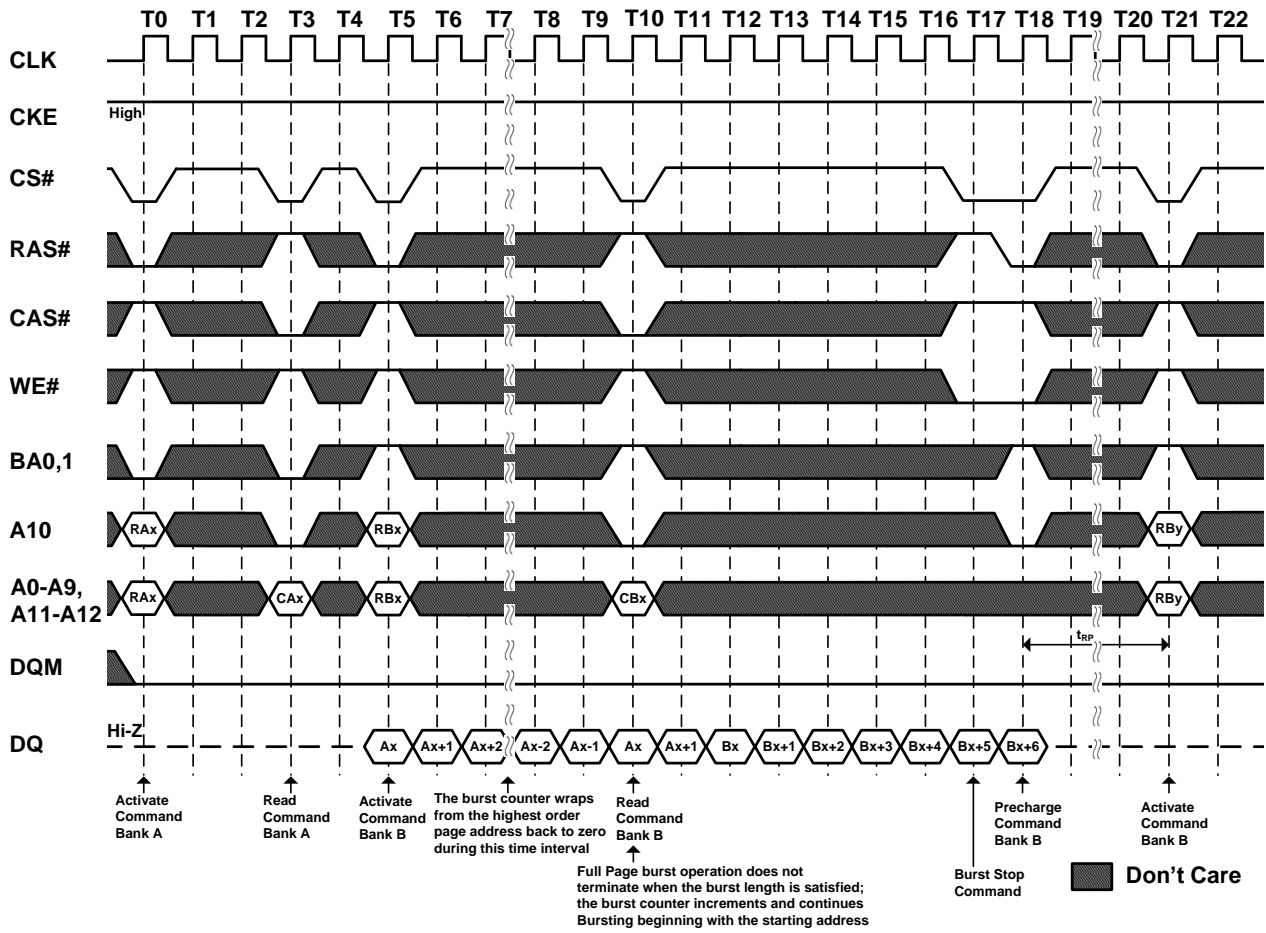 T0 T1 T2 T3 T4 T5 T6 T7 T8 T9 T10 T11 T12 T13 T14 T15 T16 T17 T18 T19 T20 T21 T22
CLK
CKE
High
CS#
RAS#
CAS#
WE#
BA0,1
A10
RAx RBx RBy
A0-A9,
A11-A12
RAx CAx RBx CBx RBy
tRP
DQM
DQ
Hi-Z
Ax Ax+1 Ax+2 Ax-2 Ax-1 Ax Ax+1 Bx Bx+1 Bx+2 Bx+3 Bx+4 Bx+5 Bx+6
Activate
Command
Bank A
Read
Command
Bank A
Activate
Command
Bank B
The burst counter wraps
from the highest order
page address back to zero
during this time interval
Read
Command
Bank B
Full Page burst operation does not
terminate when the burst length is satisfied;
the burst counter increments and continues
Bursting beginning with the starting address
Burst Stop
Command
Precharge
Command
Bank B
Activate
Command
Bank B
Don't Care